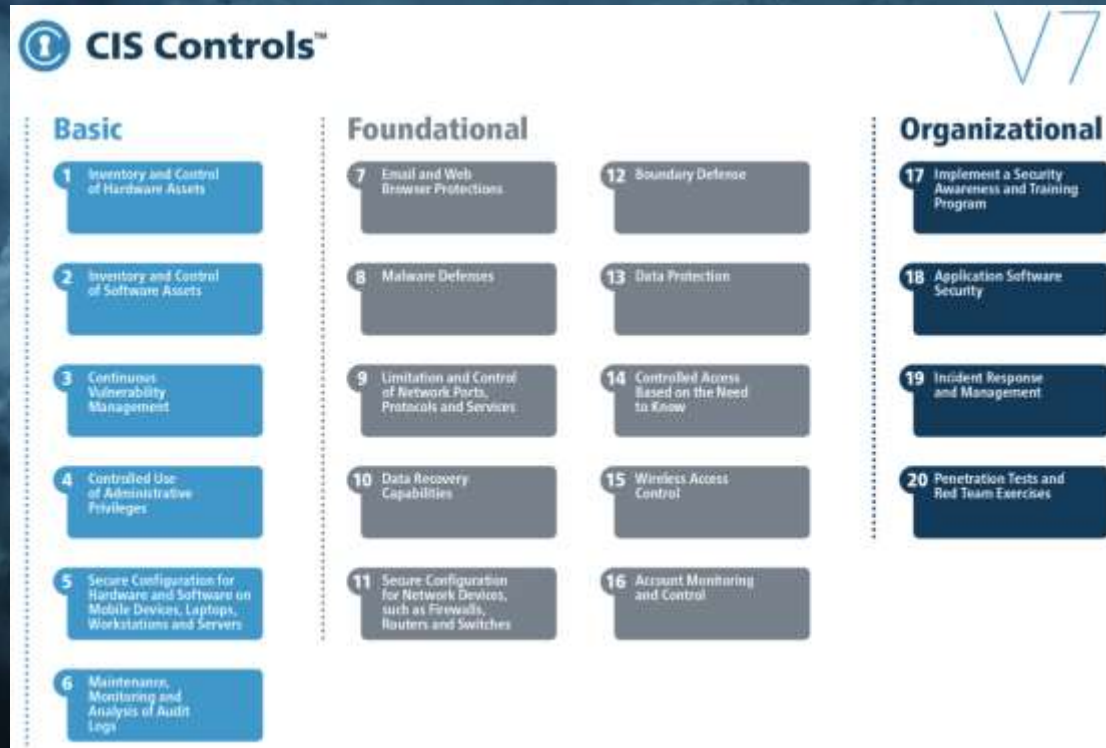 CIS Controls™
V7
Basic
1 Inventory and Control
of Hardware Assets
2 Inventory and Control
of Software Assets
3 Continuous
Vulnerability
Management
4 Controlled Use
of Administrative
Privileges
5 Secure Configuration for
Hardware and Software on
Mobile Devices, Laptops,
Workstations and Servers
6 Maintenance,
Monitoring and
Analysis of Audit
Logs
Foundational
7 Email and Web
Browser Protections
8 Malware Defenses
9 Limitation and Control
of Network Ports,
Protocols and Services
10 Data Recovery
Capabilities
11 Secure Configuration
for Network Devices,
such as Firewalls,
Routers and Switches
12 Boundary Defense
13 Data Protection
14 Controlled Access
Based on the Need
to Know
15 Wireless Access
Control
16 Account Monitoring
and Control
Organizational
17 Implement a Security
Awareness and Training
Program
18 Application Software
Security
19 Incident Response
and Management
20 Penetration Tests and
Red Team Exercises